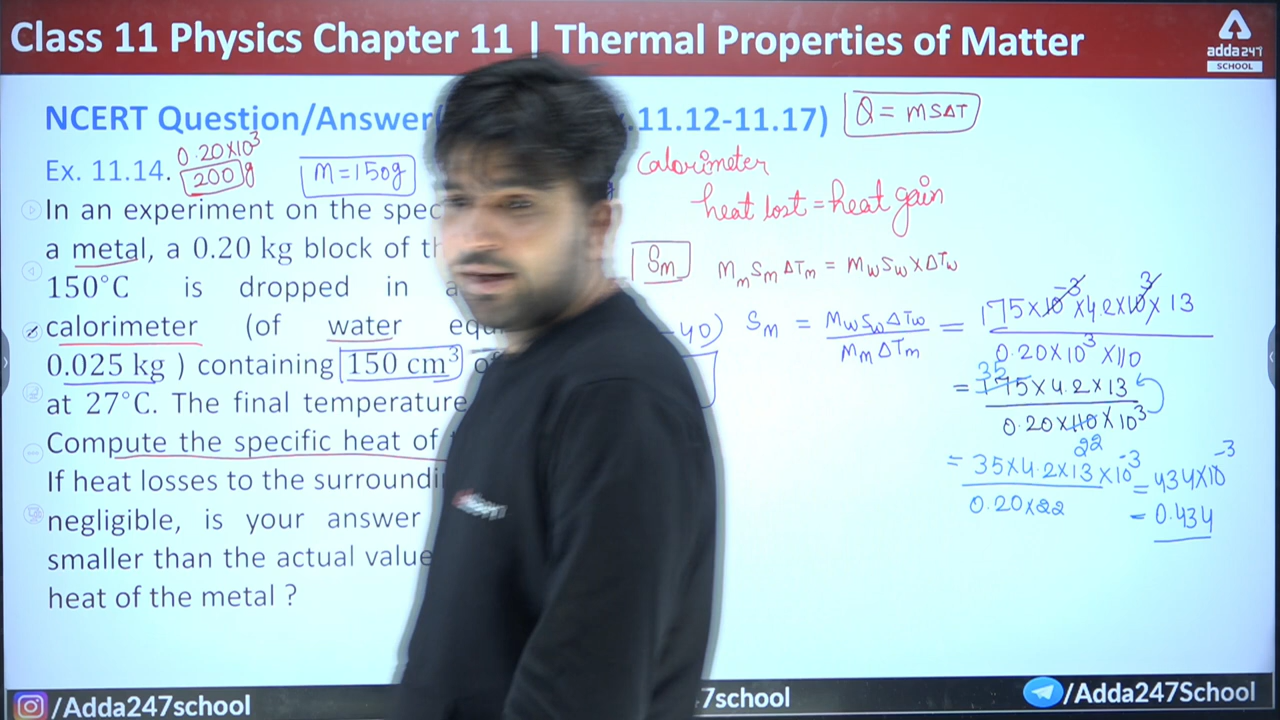 Class 11 Physics Chapter 11 | Thermal Properties of Matter
adda247
SCHOOL
NCERT Question/Answer( .11.12-11.17)
Q = MSΔT
Ex. 11.14.
0.20×10³
200 g
M=150g
In an experiment on the spec
a metal, a 0.20 kg block of th
150°C is dropped in a
calorimeter (of water equ
0.025 kg ) containing 150 cm³ o
at 27°C. The final temperature
Compute the specific heat of
If heat losses to the surroundi
negligible, is your answer
smaller than the actual value
heat of the metal ?
Calorimeter
heat lost = heat gain
Sm
MmSmΔTm = MwSw×ΔTw
-40)
Sm = MwSwΔTw / MmΔTm = 175×10⁻³×4.2×10³×13 / 0.20×10³×110
= 35 175×4.2×13 / 0.20×110×10³
22
= 35×4.2×13×10⁻³ / 0.20×22 = 434×10⁻³
= 0.434
/Adda247school
7school
/Adda247School